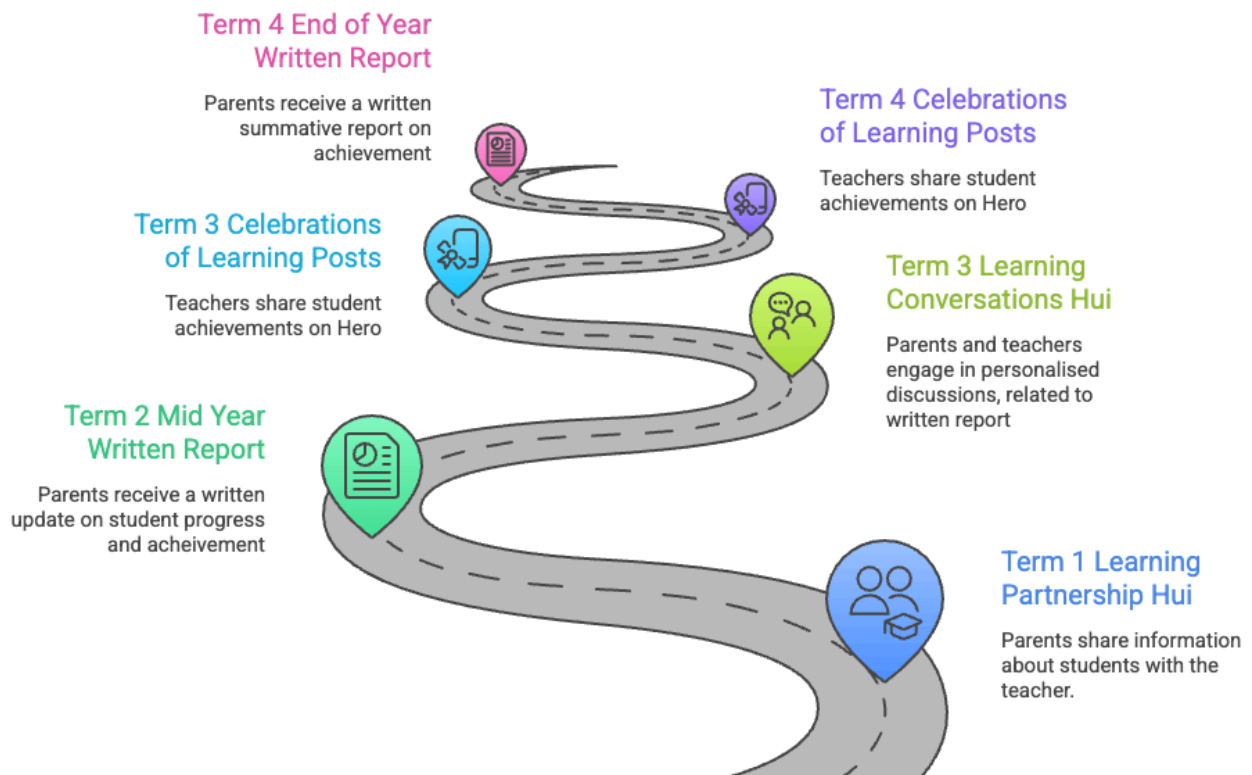 Term 4 End of Year
Written Report
Parents receive a written
summative report on
achievement
Term 4 Celebrations
of Learning Posts
Teachers share student
achievements on Hero
Term 3 Celebrations
of Learning Posts
Teachers share student
achievements on Hero
Term 3 Learning
Conversations Hui
Parents and teachers
engage in personalised
discussions, related to
written report
Term 2 Mid Year
Written Report
Parents receive a written
update on student progress
and acheivement
Term 1 Learning
Partnership Hui
Parents share information
about students with the
teacher.